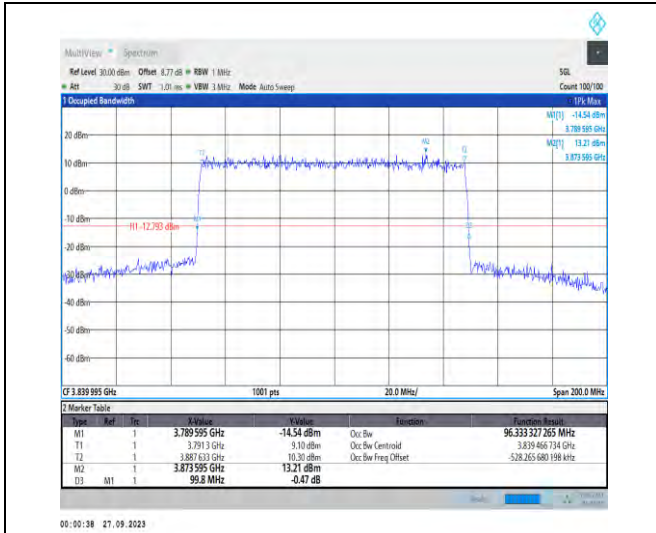 MultiView Spectrum
Ref Level 30.00 dBm Offset 8.77 dB RBW 1 MHz SGL
Att 30 dB SWT 1.01 ms VBW 3 MHz Mode Auto Sweep Count 100/100
1 Occupied Bandwidth 1Pk Max
M1[1] -14.54 dBm
3.789 595 GHz
M2[1] 13.21 dBm
3.873 595 GHz
20 dBm
M2
T2
10 dBm
0 dBm
-10 dBm
H1 -12.793 dBm
-20 dBm
-30 dBm
-40 dBm
-50 dBm
-60 dBm
CF 3.839 995 GHz 1001 pts 20.0 MHz/ Span 200.0 MHz
2 Marker Table
Type Ref Trc X-Value Y-Value Function Function Result
M1 1 3.789 595 GHz -14.54 dBm Occ Bw 96.333 327 265 MHz
T1 1 3.7913 GHz 9.10 dBm Occ Bw Centroid 3.839 466 734 GHz
T2 1 3.887 633 GHz 10.30 dBm Occ Bw Freq Offset -528.265 680 198 kHz
M2 1 3.873 595 GHz 13.21 dBm
D3 M1 1 99.8 MHz -0.47 dB
00:00:38 27.09.2023